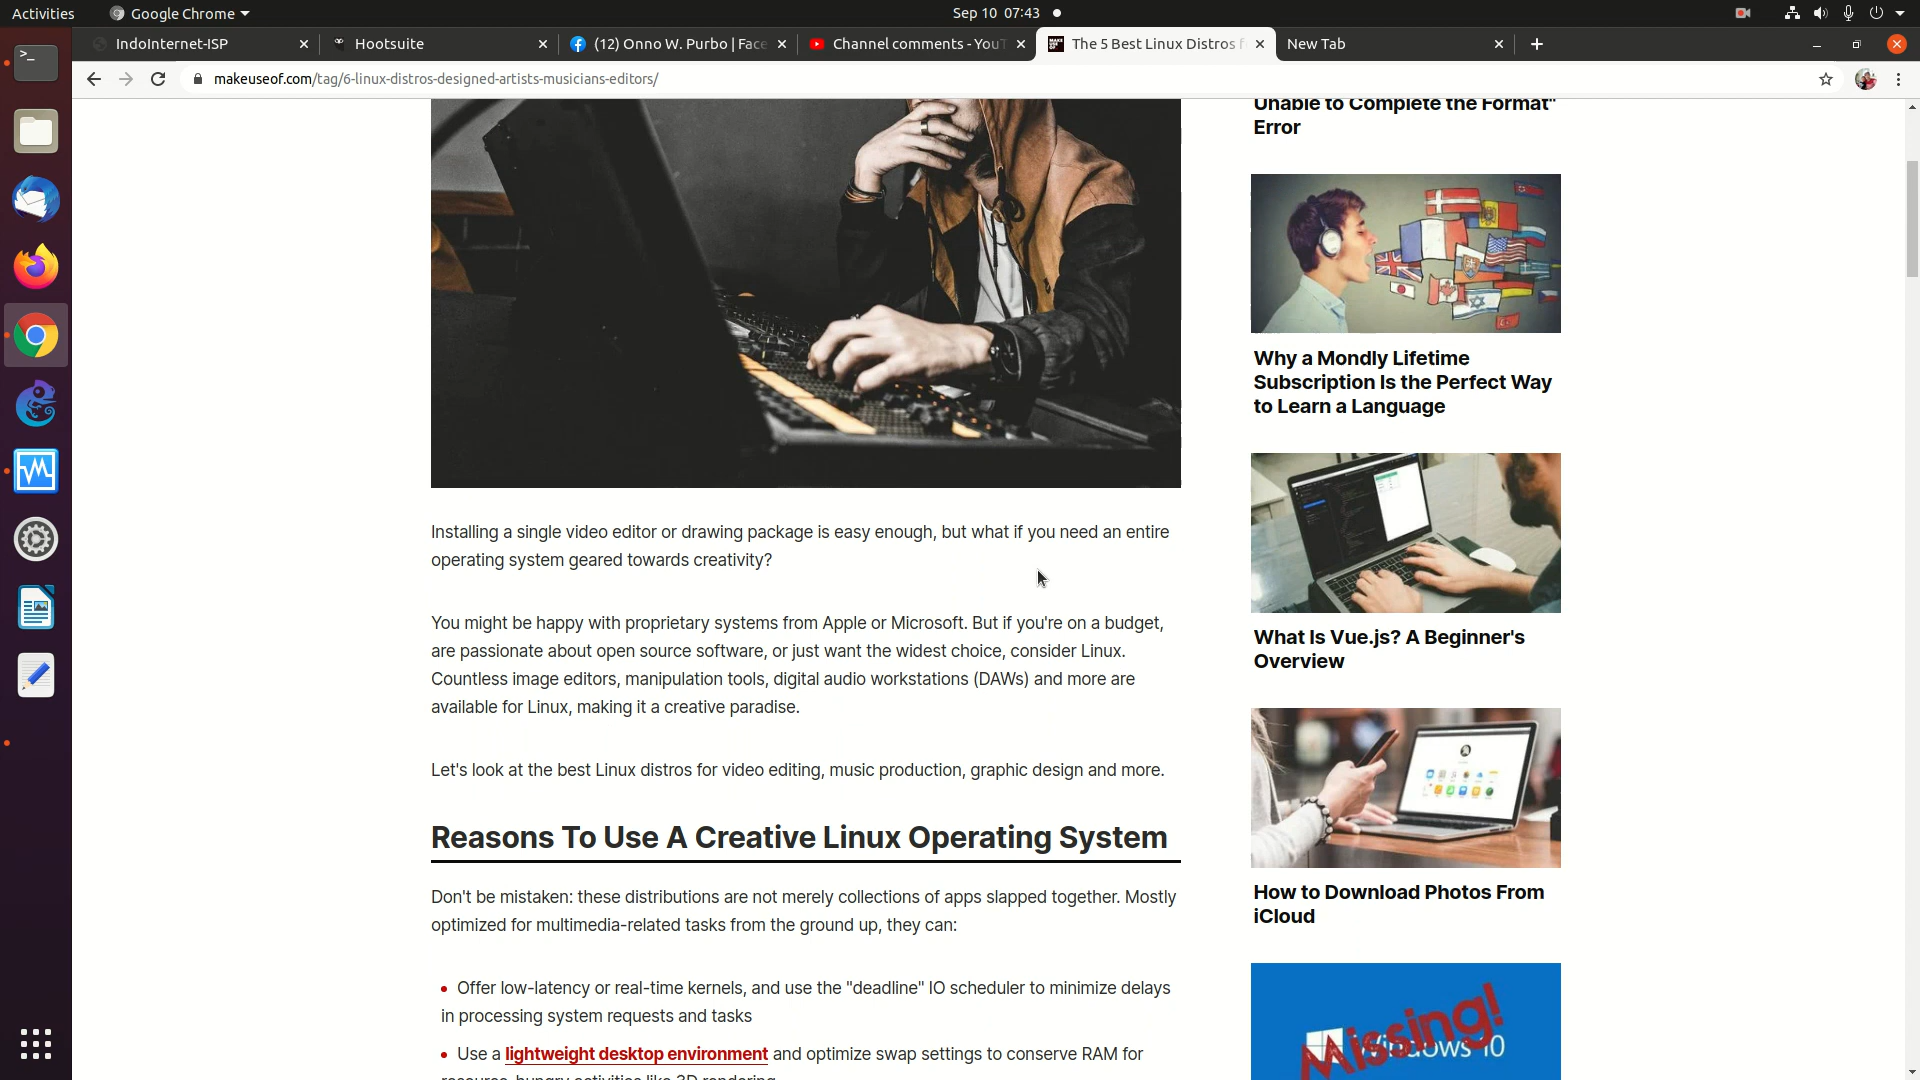 Activities
Google Chrome
Sep 10 07:43
IndoInternet-ISP
Hootsuite
(12) Onno W. Purbo | Face
Channel comments - YouT
The 5 Best Linux Distros f
New Tab
makeuseof.com/tag/6-linux-distros-designed-artists-musicians-editors/
Installing a single video editor or drawing package is easy enough, but what if you need an entire
operating system geared towards creativity?
You might be happy with proprietary systems from Apple or Microsoft. But if you're on a budget,
are passionate about open source software, or just want the widest choice, consider Linux.
Countless image editors, manipulation tools, digital audio workstations (DAWs) and more are
available for Linux, making it a creative paradise.
Let's look at the best Linux distros for video editing, music production, graphic design and more.
Reasons To Use A Creative Linux Operating System
Don't be mistaken: these distributions are not merely collections of apps slapped together. Mostly
optimized for multimedia-related tasks from the ground up, they can:
Offer low-latency or real-time kernels, and use the "deadline" IO scheduler to minimize delays
in processing system requests and tasks
Use a lightweight desktop environment and optimize swap settings to conserve RAM for
resource-hungry activities like 3D rendering
Unable to Complete the Format"
Error
Why a Mondly Lifetime
Subscription Is the Perfect Way
to Learn a Language
What Is Vue.js? A Beginner's
Overview
How to Download Photos From
iCloud
Missing!
Windows 10